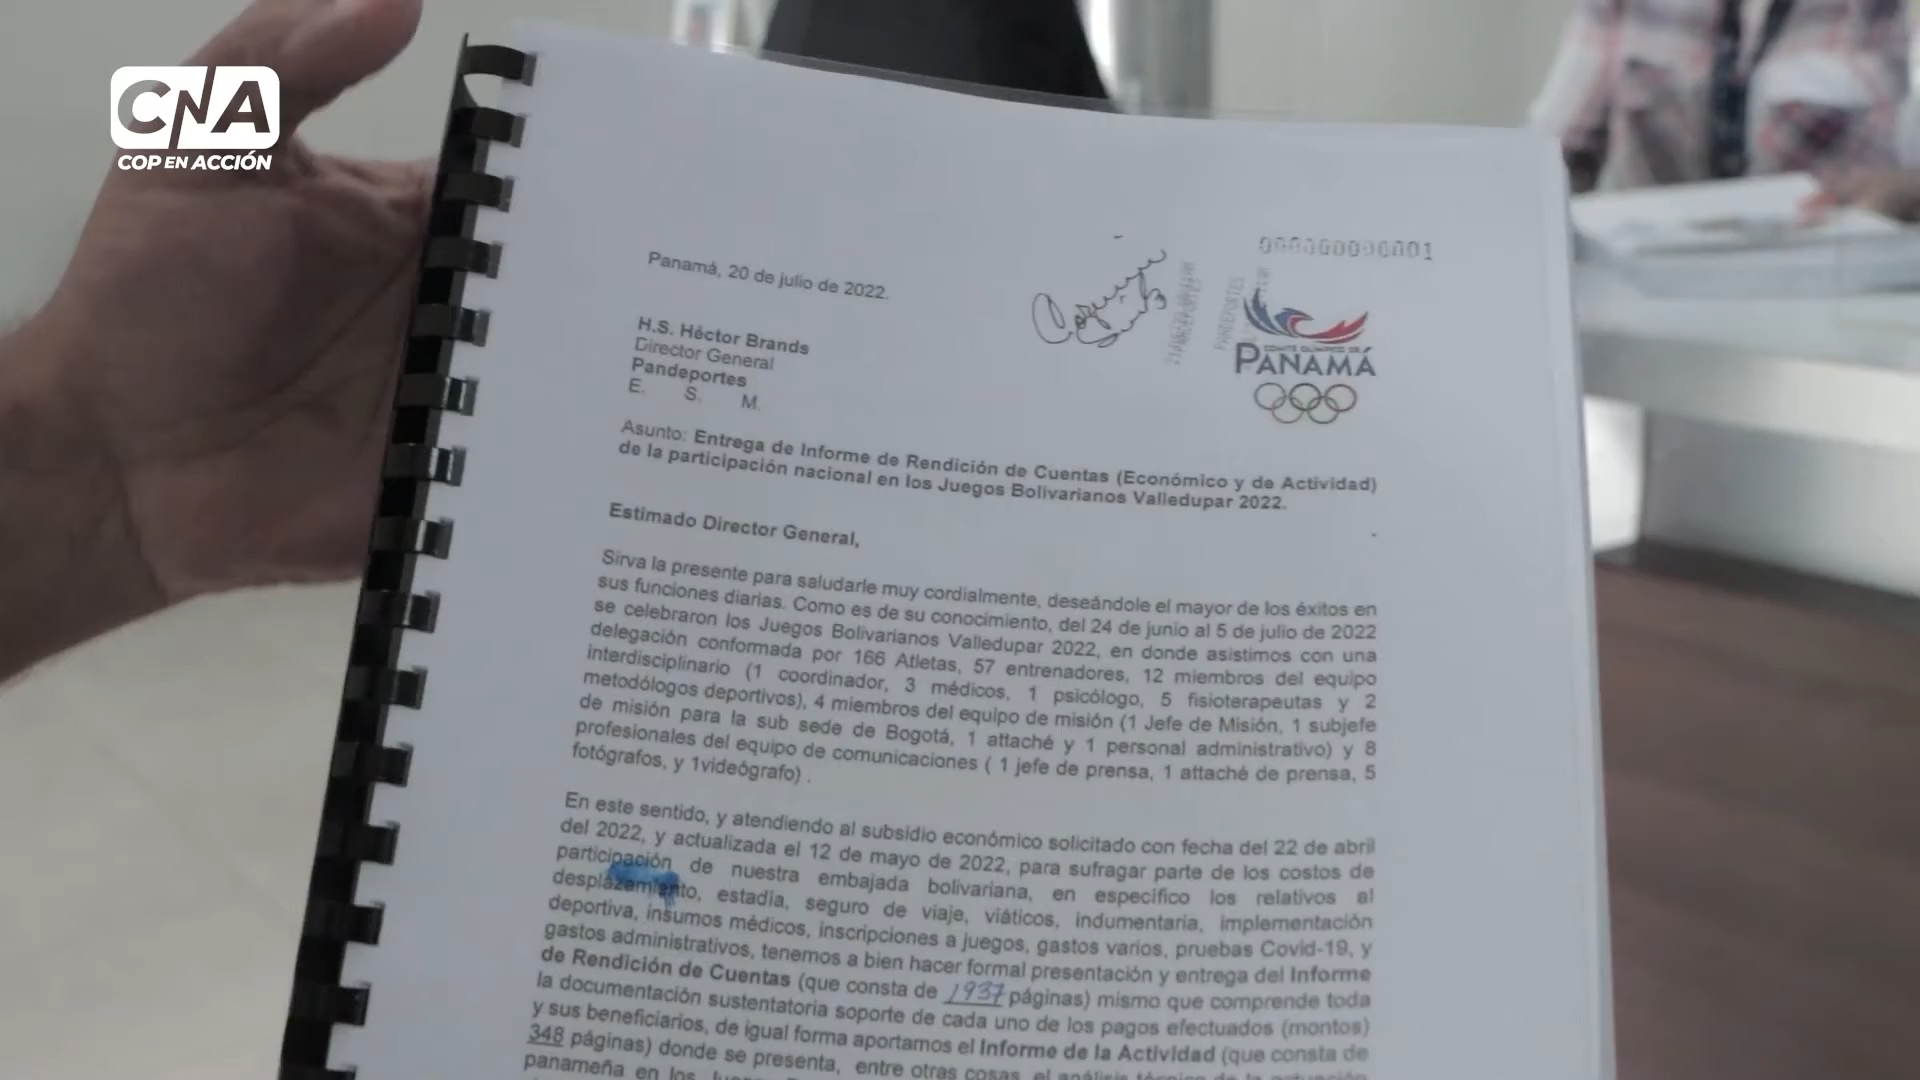 CNA
COP EN ACCIÓN
000000000001
Panamá, 20 de julio de 2022.
PANDEPORTES
COMITÉ OLÍMPICO DE
PANAMÁ
H.S. Héctor Brands
Director General
Pandeportes
E. S. M.
Asunto: Entrega de Informe de Rendición de Cuentas (Económico y de Actividad)
de la participación nacional en los Juegos Bolivarianos Valledupar 2022.
Estimado Director General,
Sirva la presente para saludarle muy cordialmente, deseándole el mayor de los éxitos en
sus funciones diarias. Como es de su conocimiento, del 24 de junio al 5 de julio de 2022
se celebraron los Juegos Bolivarianos Valledupar 2022, en donde asistimos con una
delegación conformada por 166 Atletas, 57 entrenadores, 12 miembros del equipo
interdisciplinario (1 coordinador, 3 médicos, 1 psicólogo, 5 fisioterapeutas y 2
metodólogos deportivos), 4 miembros del equipo de misión (1 Jefe de Misión, 1 subjefe
de misión para la sub sede de Bogotá, 1 attaché y 1 personal administrativo) y 8
profesionales del equipo de comunicaciones ( 1 jefe de prensa, 1 attaché de prensa, 5
fotógrafos, y 1videógrafo) .
En este sentido, y atendiendo al subsidio económico solicitado con fecha del 22 de abril
del 2022, y actualizada el 12 de mayo de 2022, para sufragar parte de los costos de
participación de nuestra embajada bolivariana, en especifico los relativos al
desplazamiento, estadía, seguro de viaje, viáticos, indumentaria, implementación
deportiva, insumos médicos, inscripciones a juegos, gastos varios, pruebas Covid-19, y
gastos administrativos, tenemos a bien hacer formal presentación y entrega del Informe
de Rendición de Cuentas (que consta de 1937 páginas) mismo que comprende toda
la documentación sustentatoria soporte de cada uno de los pagos efectuados (montos)
y sus beneficiarios, de igual forma aportamos el Informe de la Actividad (que consta de
348 páginas) donde se presenta, entre otras cosas, el análisis técnico de la actuación
panameña en los